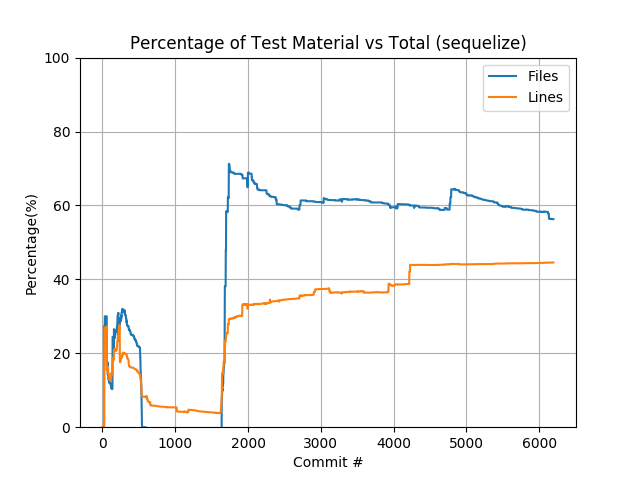 Percentage of Test Material vs Total (sequelize)
100
80
60
40
20
0
Percentage(%)
Files
Lines
0 1000 2000 3000 4000 5000 6000
Commit #